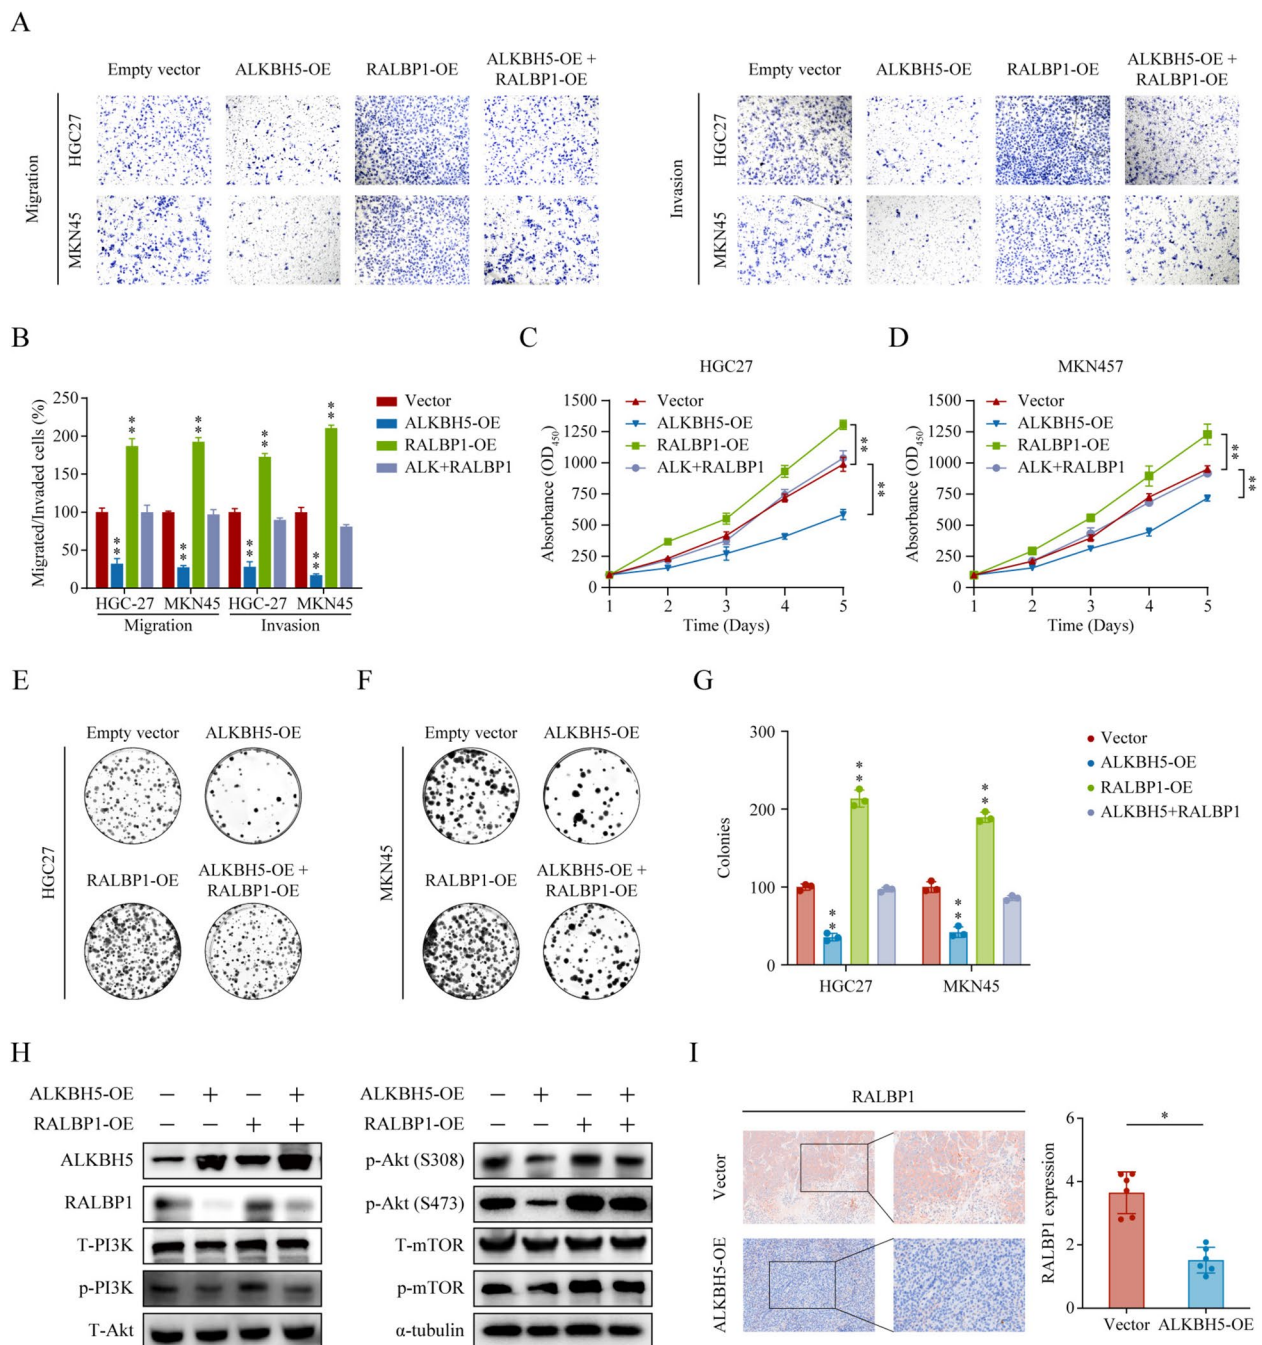 A
Empty vector
ALKBH5-OE
RALBP1-OE
ALKBH5-OE +
RALBP1-OE
Migration
HGC27
MKN45
Empty vector
ALKBH5-OE
RALBP1-OE
ALKBH5-OE +
RALBP1-OE
Invasion
HGC27
MKN45
B
Migrated/Invaded cells (%)
250
200
150
100
50
0
**
**
**
**
**
**
**
**
HGC-27
MKN45
HGC-27
MKN45
Migration
Invasion
Vector
ALKBH5-OE
RALBP1-OE
ALK+RALBP1
C
HGC27
Absorbance (OD450)
1500
1250
1000
750
500
250
0
Vector
ALKBH5-OE
RALBP1-OE
ALK+RALBP1
**
**
1 2 3 4 5
Time (Days)
D
MKN457
Absorbance (OD450)
1500
1250
1000
750
500
250
0
Vector
ALKBH5-OE
RALBP1-OE
ALK+RALBP1
**
**
1 2 3 4 5
Time (Days)
E
HGC27
Empty vector
ALKBH5-OE
RALBP1-OE
ALKBH5-OE +
RALBP1-OE
F
MKN45
Empty vector
ALKBH5-OE
RALBP1-OE
ALKBH5-OE +
RALBP1-OE
G
Colonies
300
200
100
0
**
**
**
**
HGC27
MKN45
Vector
ALKBH5-OE
RALBP1-OE
ALKBH5+RALBP1
H
ALKBH5-OE − + − +
RALBP1-OE − − + +
ALKBH5
RALBP1
T-PI3K
p-PI3K
T-Akt
ALKBH5-OE − + − +
RALBP1-OE − − + +
p-Akt (S308)
p-Akt (S473)
T-mTOR
p-mTOR
α-tubulin
I
RALBP1
Vector
ALKBH5-OE
RALBP1 expression
6
4
2
0
*
Vector
ALKBH5-OE